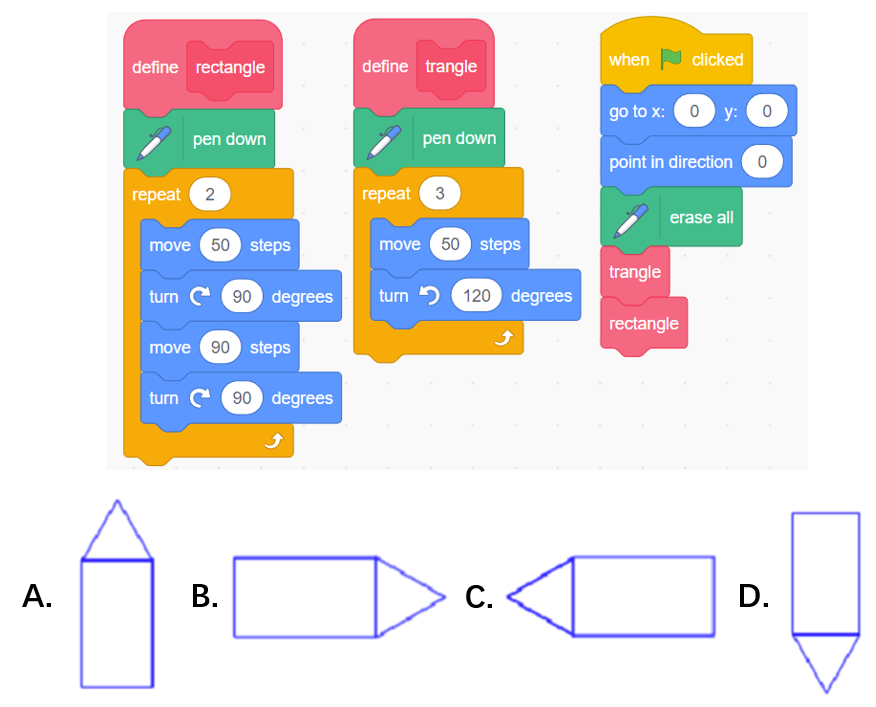 define rectangle
pen down
repeat 2
move 50 steps
turn 90 degrees
move 90 steps
turn 90 degrees
define trangle
pen down
repeat 3
move 50 steps
turn 120 degrees
when clicked
go to x: 0 y: 0
point in direction 0
erase all
trangle
rectangle
A. B. C. D.